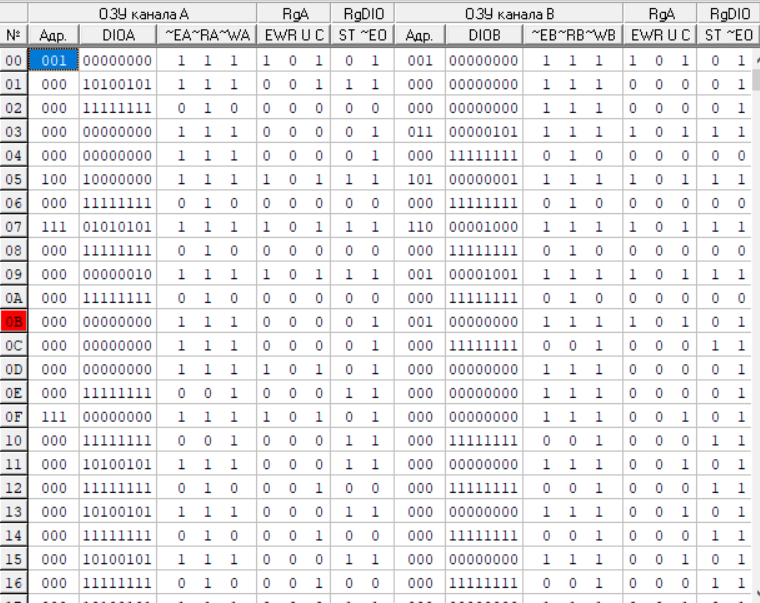 ОЗУ канала A RgA RgDIO ОЗУ канала B RgA RgDIO
№ Адр. DIOA ~EA~RA~WA EWR U C ST ~EO Адр. DIOB ~EB~RB~WB EWR U C ST ~EO
00 001 00000000 1 1 1 1 0 1 0 1 001 00000000 1 1 1 1 0 1 0 1
01 000 10100101 1 1 1 0 0 1 1 1 000 00000000 1 1 1 0 0 0 0 1
02 000 11111111 0 1 0 0 0 0 0 0 000 00000000 1 1 1 0 0 0 0 1
03 000 00000000 1 1 1 0 0 0 0 1 011 00000101 1 1 1 1 0 1 1 1
04 000 00000000 1 1 1 0 0 0 0 1 000 11111111 0 1 0 0 0 0 0 0
05 100 10000000 1 1 1 1 0 1 1 1 101 00000001 1 1 1 1 0 1 1 1
06 000 11111111 0 1 0 0 0 0 0 0 000 11111111 0 1 0 0 0 0 0 0
07 111 01010101 1 1 1 1 0 1 1 1 110 00001000 1 1 1 1 0 1 1 1
08 000 11111111 0 1 0 0 0 0 0 0 000 11111111 0 1 0 0 0 0 0 0
09 000 00000010 1 1 1 1 0 1 1 1 001 00001001 1 1 1 1 0 1 1 1
0A 000 11111111 0 1 0 0 0 0 0 0 000 11111111 0 1 0 0 0 0 0 0
0B 000 00000000 1 1 1 0 0 0 0 1 001 00000000 1 1 1 1 0 1 0 1
0C 000 00000000 1 1 1 0 0 0 0 1 000 11111111 0 0 1 0 0 0 1 1
0D 000 00000000 1 1 1 1 0 1 0 1 000 00000000 1 1 1 0 0 0 0 1
0E 000 11111111 0 0 1 0 0 0 1 1 000 00000000 1 1 1 0 0 0 0 1
0F 111 00000000 1 1 1 1 0 1 0 1 000 00000000 1 1 1 0 0 1 0 1
10 000 11111111 0 0 1 0 0 0 1 1 000 11111111 0 0 1 0 0 0 1 1
11 000 10100101 1 1 1 0 0 0 1 1 000 00000000 1 1 1 0 0 1 0 1
12 000 11111111 0 1 0 0 0 1 0 0 000 11111111 0 0 1 0 0 0 1 1
13 000 10100101 1 1 1 0 0 0 1 1 000 00000000 1 1 1 0 0 1 0 1
14 000 11111111 0 1 0 0 0 1 0 0 000 11111111 0 0 1 0 0 0 1 1
15 000 10100101 1 1 1 0 0 0 1 1 000 00000000 1 1 1 0 0 1 0 1
16 000 11111111 0 1 0 0 0 1 0 0 000 11111111 0 0 1 0 0 0 1 1